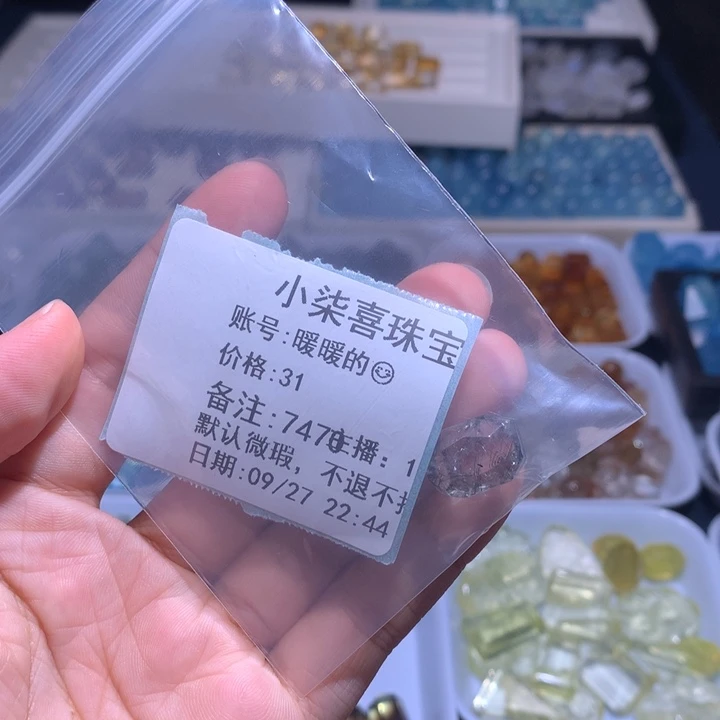 小柒喜珠宝
账号:暖暖的😊
价格:31
备注:747 主播: 1
默认微瑕，不退不
日期:09/27 22:44